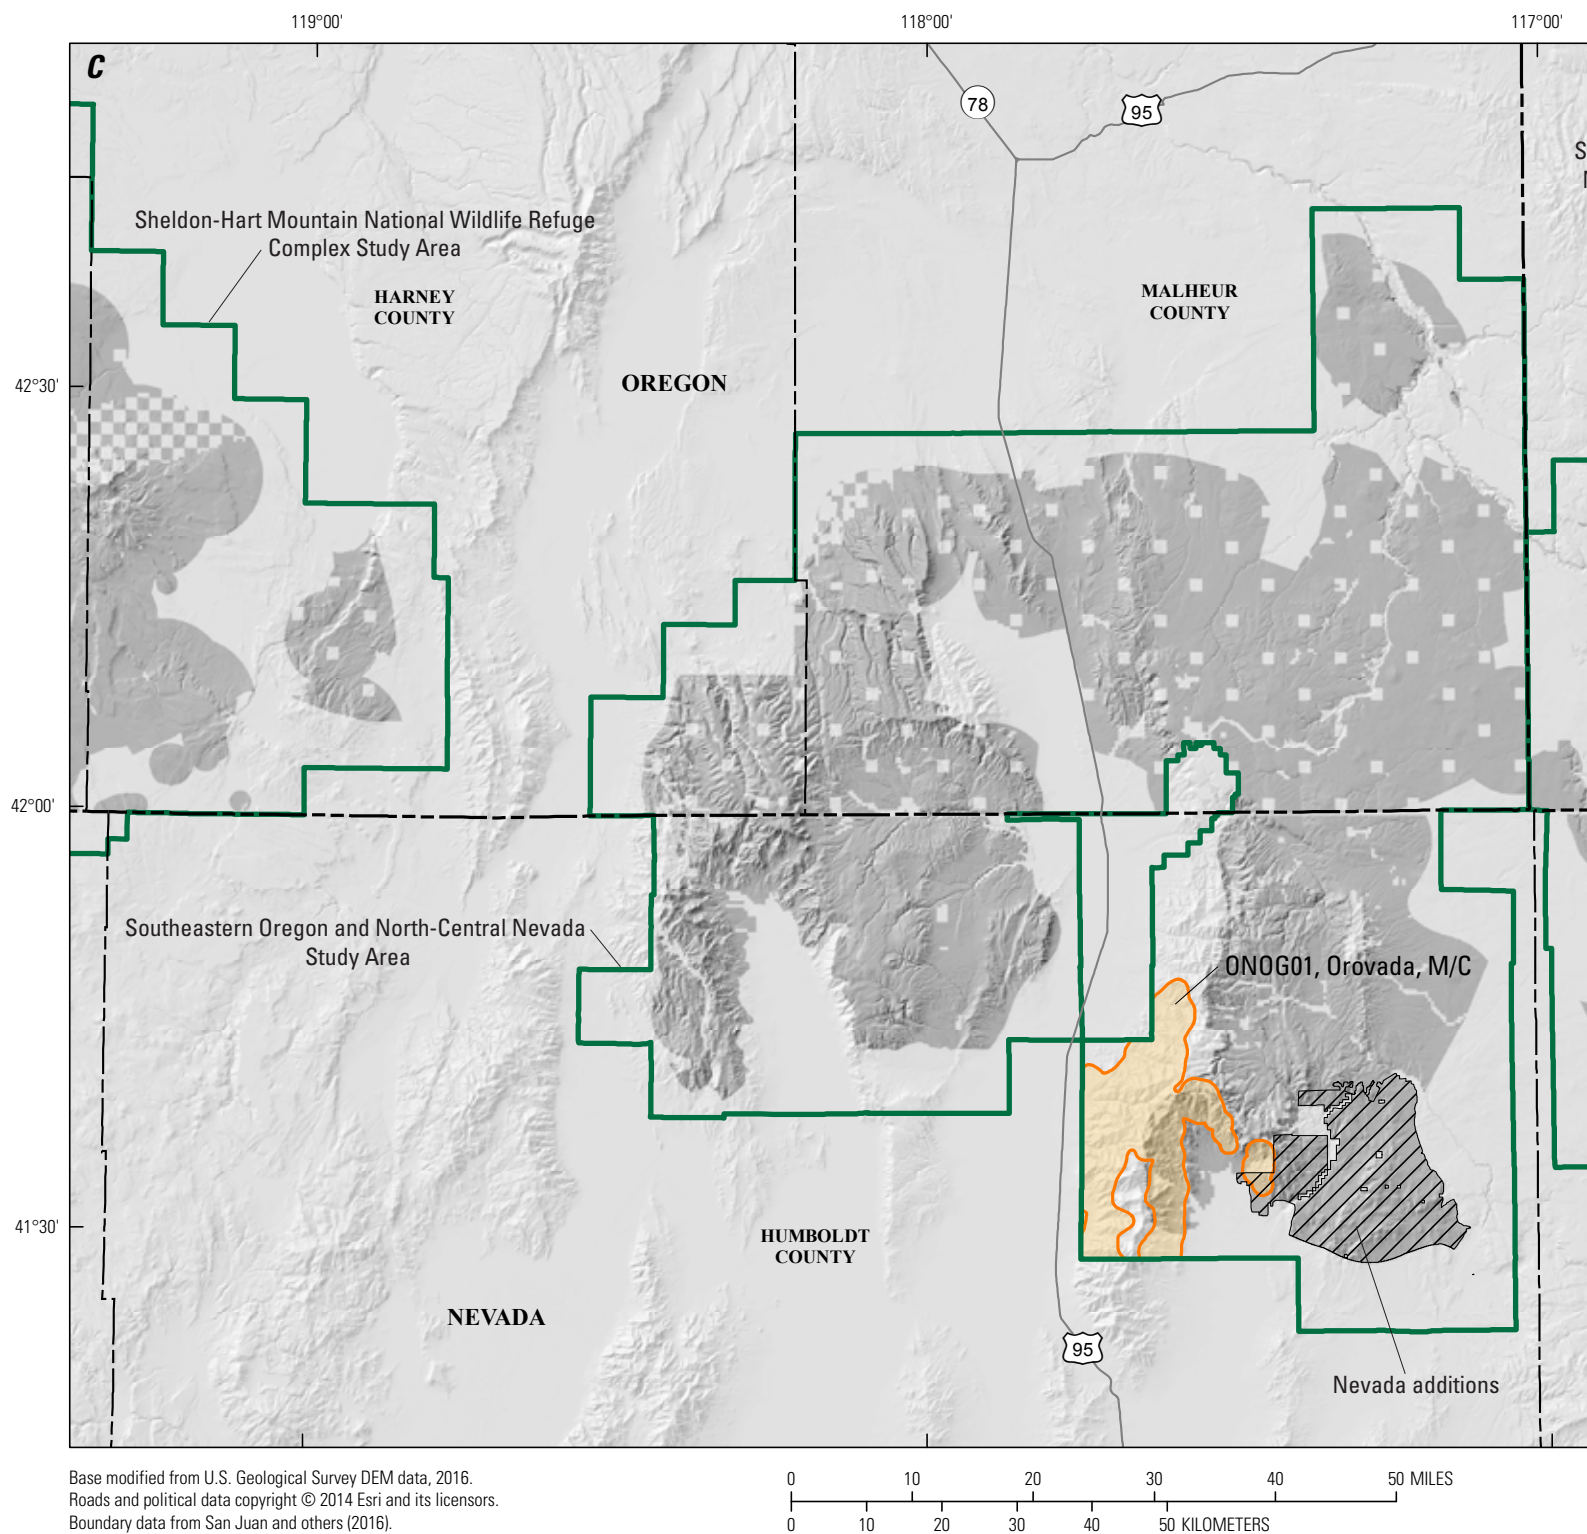 119°00'
118°00'
117°00'
C
78
95
S
Sheldon-Hart Mountain National Wildlife Refuge
Complex Study Area
HARNEY
COUNTY
MALHEUR
COUNTY
42°30'
OREGON
42°00'
Southeastern Oregon and North-Central Nevada
Study Area
ONOG01, Orovada, M/C
41°30'
HUMBOLDT
COUNTY
NEVADA
95
Nevada additions
Base modified from U.S. Geological Survey DEM data, 2016.
Roads and political data copyright © 2014 Esri and its licensors.
Boundary data from San Juan and others (2016).
0 10 20 30 40 50 MILES
0 10 20 30 40 50 KILOMETERS